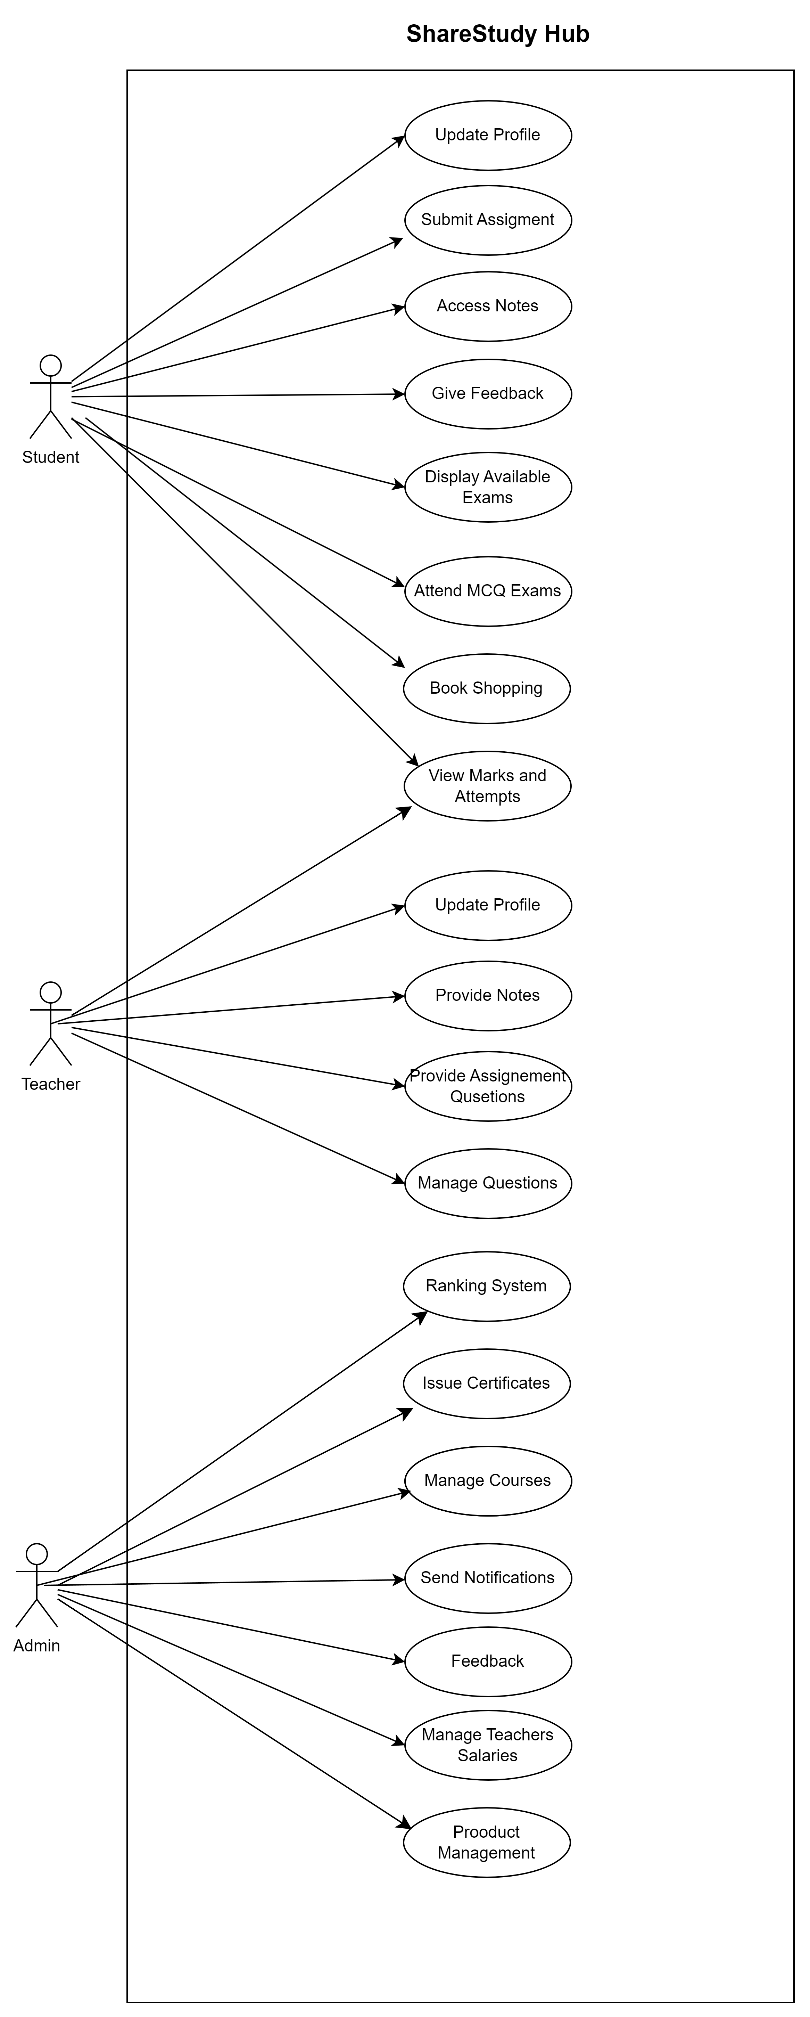 ShareStudy Hub
Update Profile
Submit Assigment
Access Notes
Give Feedback
Student
Display Available
Exams
Attend MCQ Exams
Book Shopping
View Marks and
Attempts
Update Profile
Provide Notes
Teacher
Provide Assignement
Qusetions
Manage Questions
Ranking System
Issue Certificates
Manage Courses
Send Notifications
Admin
Feedback
Manage Teachers
Salaries
Prooduct
Management